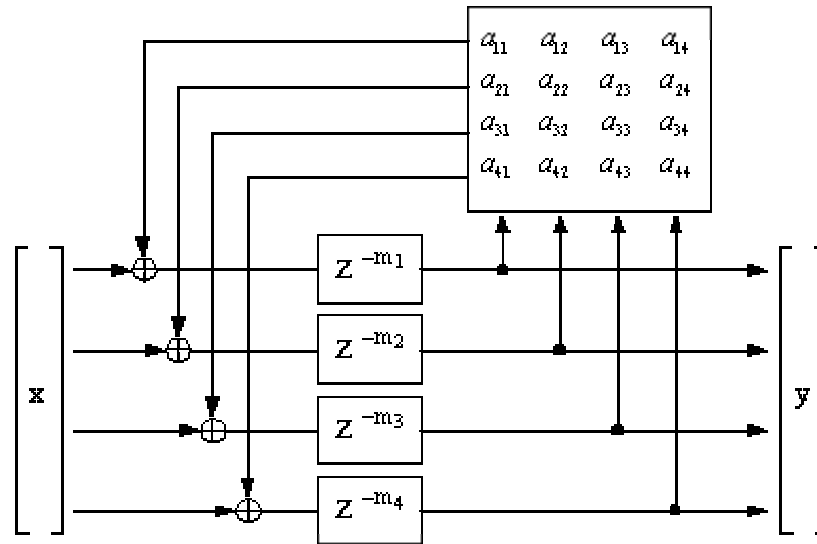 a₁₁ a₁₂ a₁₃ a₁₄
a₂₁ a₂₂ a₂₃ a₂₄
a₃₁ a₃₂ a₃₃ a₃₄
a₄₁ a₄₂ a₄₃ a₄₄
z⁻ᵐ₁
z⁻ᵐ₂
x
y
z⁻ᵐ₃
z⁻ᵐ₄